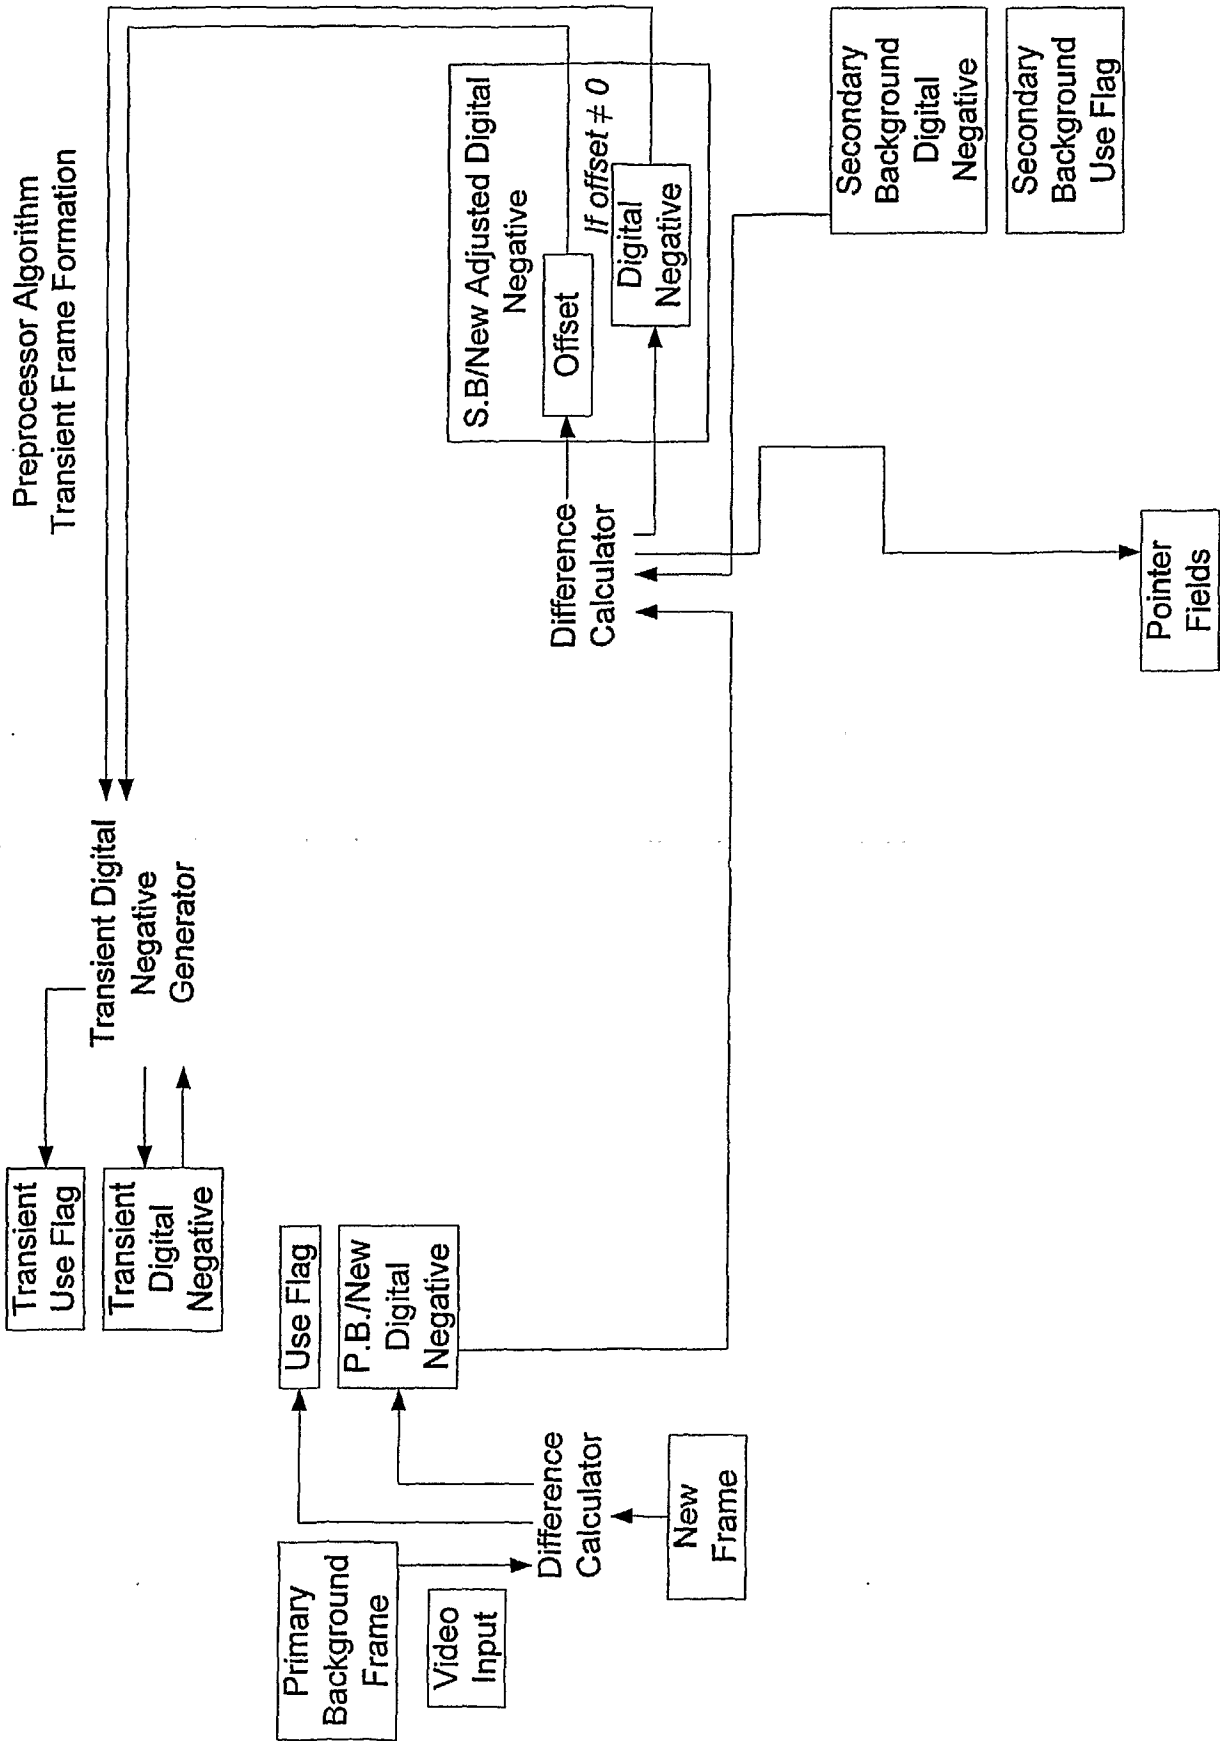 Preprocessor Algorithm
Transient Frame Formation
Transient
Use Flag
Transient
Digital
Negative
Transient Digital
Negative
Generator
Primary
Background
Frame
Video
Input
Use Flag
P.B./New
Digital
Negative
Difference
Calculator
New
Frame
Difference
Calculator
S.B/New Adjusted Digital
Negative
Offset
If offset ≠ 0
Digital
Negative
Secondary
Background
Digital
Negative
Secondary
Background
Use Flag
Pointer
Fields